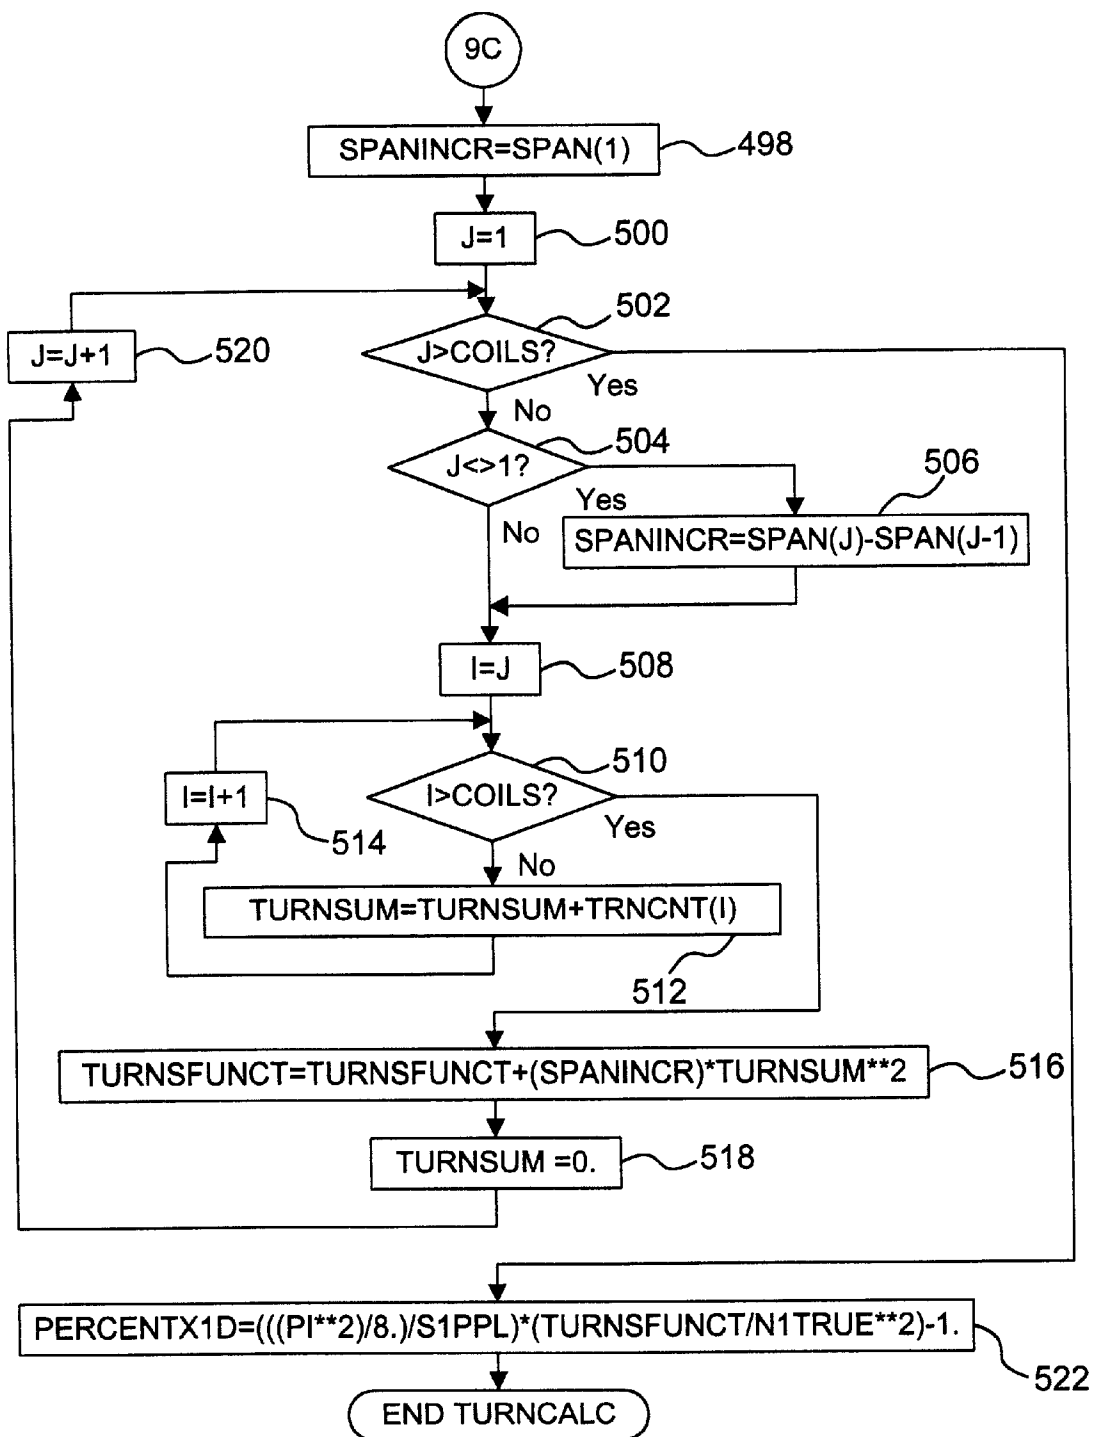 9C
SPANINCR=SPAN(1)
498
J=1
500
502
J=J+1
520
J>COILS?
Yes
No
504
J<>1?
Yes
506
No
SPANINCR=SPAN(J)-SPAN(J-1)
I=J
508
510
I=I+1
I>COILS?
514
Yes
No
TURNSUM=TURNSUM+TRNCNT(I)
512
TURNSFUNCT=TURNSFUNCT+(SPANINCR)*TURNSUM**2
516
TURNSUM =0.
518
PERCENTX1D=(((PI**2)/8.)/S1PPL)*(TURNSFUNCT/N1TRUE**2)-1.
522
END TURNCALC